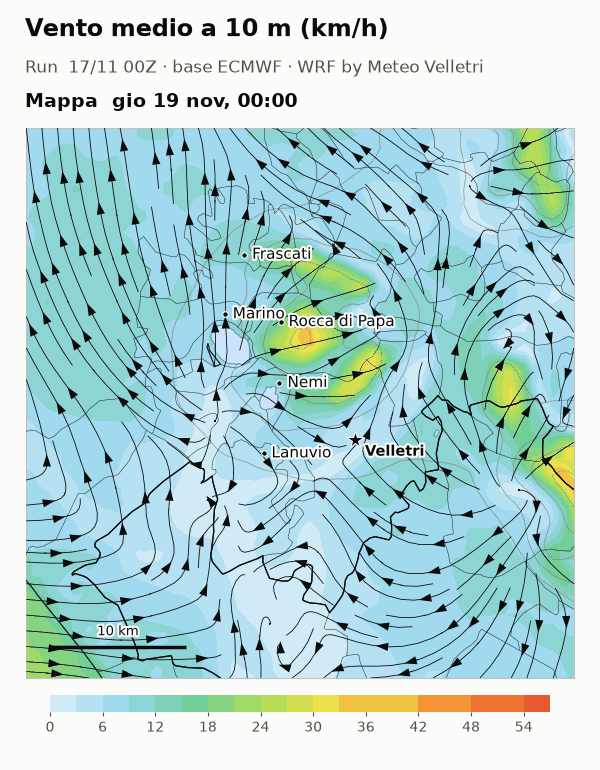 Vento medio a 10 m (km/h)
Run  17/11 00Z · base ECMWF · WRF by Meteo Velletri
Mappa  gio 19 nov, 00:00
Frascati
Marino
Rocca di Papa
Nemi
Velletri
Lanuvio
10 km
0 6 12 18 24 30 36 42 48 54